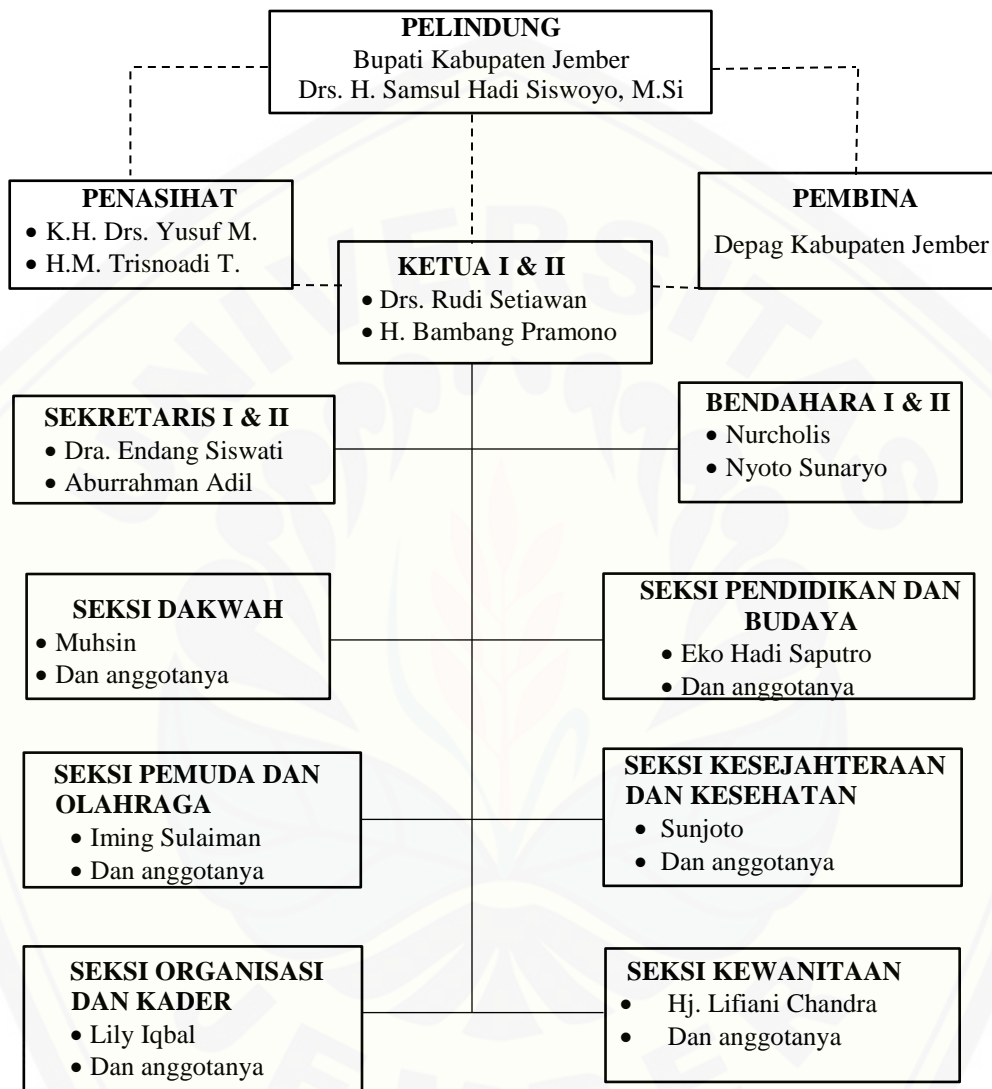 PELINDUNG
Bupati Kabupaten Jember
Drs. H. Samsul Hadi Siswoyo, M.Si
PENASIHAT
• K.H. Drs. Yusuf M.
• H.M. Trisnoadi T.
PEMBINA
Depag Kabupaten Jember
KETUA I & II
• Drs. Rudi Setiawan
• H. Bambang Pramono
SEKRETARIS I & II
• Dra. Endang Siswati
• Aburrahman Adil
BENDAHARA I & II
• Nurcholis
• Nyoto Sunaryo
SEKSI DAKWAH
• Muhsin
• Dan anggotanya
SEKSI PENDIDIKAN DAN
BUDAYA
• Eko Hadi Saputro
• Dan anggotanya
SEKSI PEMUDA DAN
OLAHRAGA
• Iming Sulaiman
• Dan anggotanya
SEKSI KESEJAHTERAAN
DAN KESEHATAN
• Sunjoto
• Dan anggotanya
SEKSI ORGANISASI
DAN KADER
• Lily Iqbal
• Dan anggotanya
SEKSI KEWANITAAN
• Hj. Lifiani Chandra
• Dan anggotanya
UNIVERSITAS
JEMBER